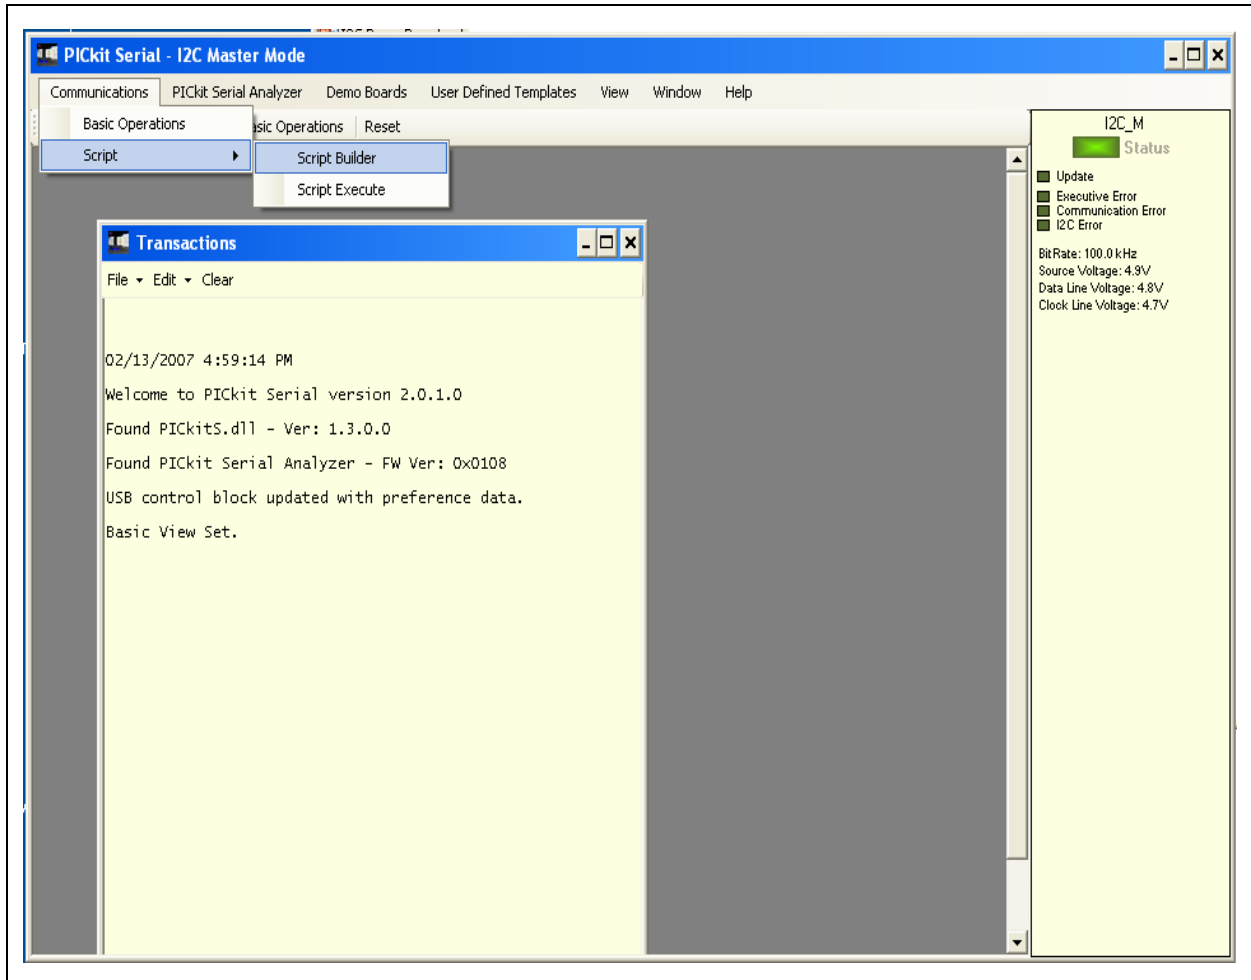 PICkit Serial - I2C Master Mode
Communications PICkit Serial Analyzer Demo Boards User Defined Templates View Window Help
Basic Operations
asic Operations Reset
Script
Script Builder
Script Execute
Transactions
File Edit Clear
02/13/2007 4:59:14 PM
Welcome to PICkit Serial version 2.0.1.0
Found PICkitS.dll - Ver: 1.3.0.0
Found PICkit Serial Analyzer - FW Ver: 0x0108
USB control block updated with preference data.
Basic View Set.
I2C_M
Status
Update
Executive Error
Communication Error
I2C Error
BitRate: 100.0 kHz
Source Voltage: 4.9V
Data Line Voltage: 4.8V
Clock Line Voltage: 4.7V